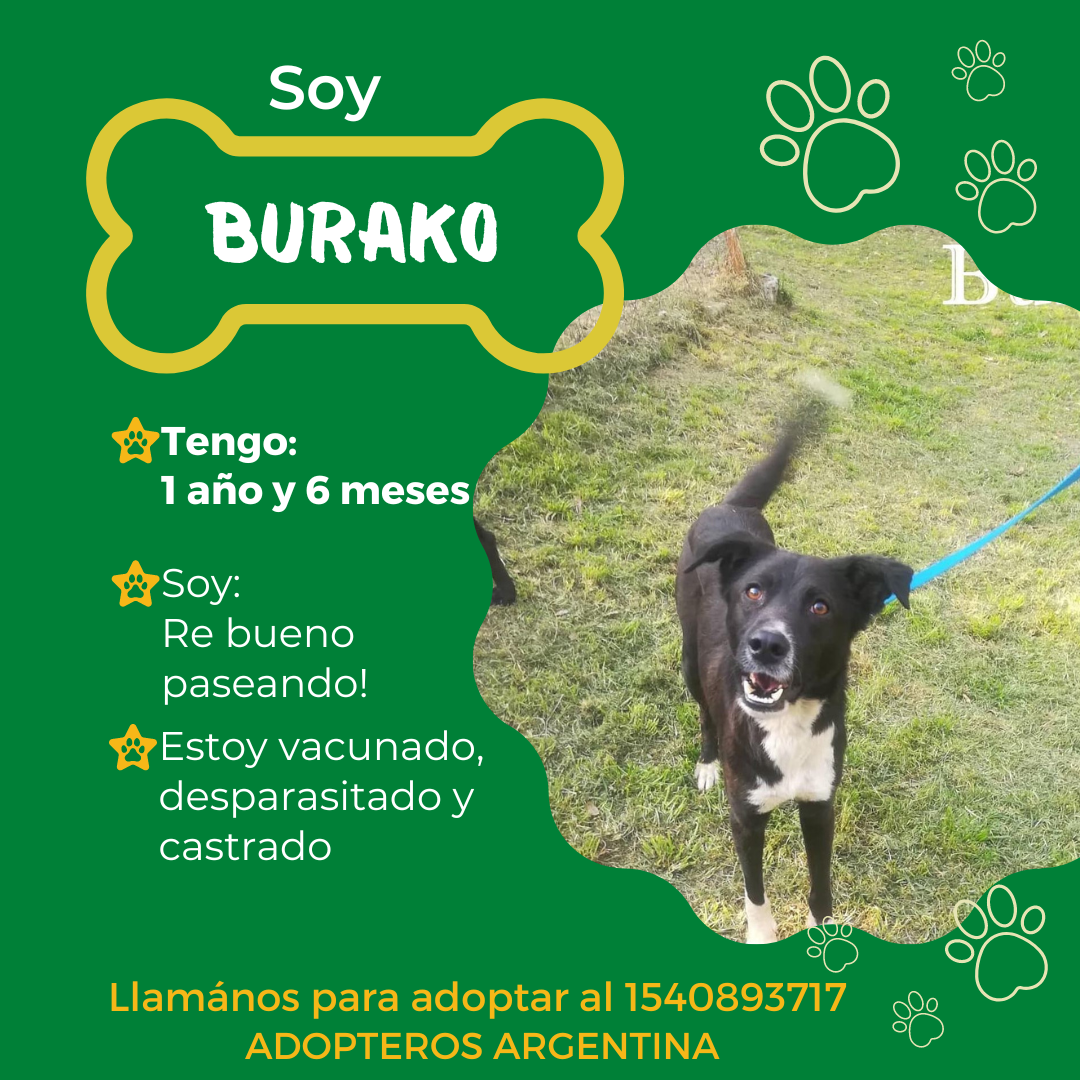 Soy
BURAKO
Tengo:
1 año y 6 meses
Soy:
Re bueno
paseando!
Estoy vacunado,
desparasitado y
castrado
Llamános para adoptar al 1540893717
ADOPTEROS ARGENTINA